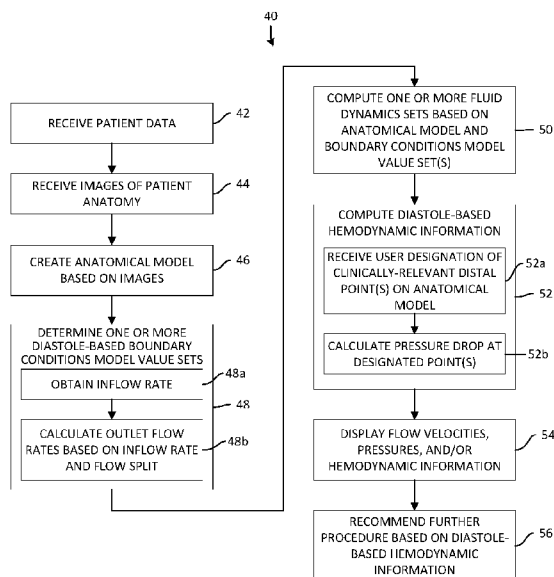 40
RECEIVE PATIENT DATA
42
RECEIVE IMAGES OF PATIENT
ANATOMY
44
CREATE ANATOMICAL MODEL
BASED ON IMAGES
46
DETERMINE ONE OR MORE
DIASTOLE-BASED BOUNDARY
CONDITIONS MODEL VALUE SETS
OBTAIN INFLOW RATE
48a
48
CALCULATE OUTLET FLOW
RATES BASED ON INFLOW RATE
AND FLOW SPLIT
48b
COMPUTE ONE OR MORE FLUID
DYNAMICS SETS BASED ON
ANATOMICAL MODEL AND
BOUNDARY CONDITIONS MODEL
VALUE SET(S)
50
COMPUTE DIASTOLE-BASED
HEMODYNAMIC INFORMATION
RECEIVE USER DESIGNATION OF
CLINICALLY-RELEVANT DISTAL
POINT(S) ON ANATOMICAL
MODEL
52a
52
CALCULATE PRESSURE DROP AT
DESIGNATED POINT(S)
52b
DISPLAY FLOW VELOCITIES,
PRESSURES, AND/OR
HEMODYNAMIC INFORMATION
54
RECOMMEND FURTHER
PROCEDURE BASED ON DIASTOLE-
BASED HEMODYNAMIC
INFORMATION
56